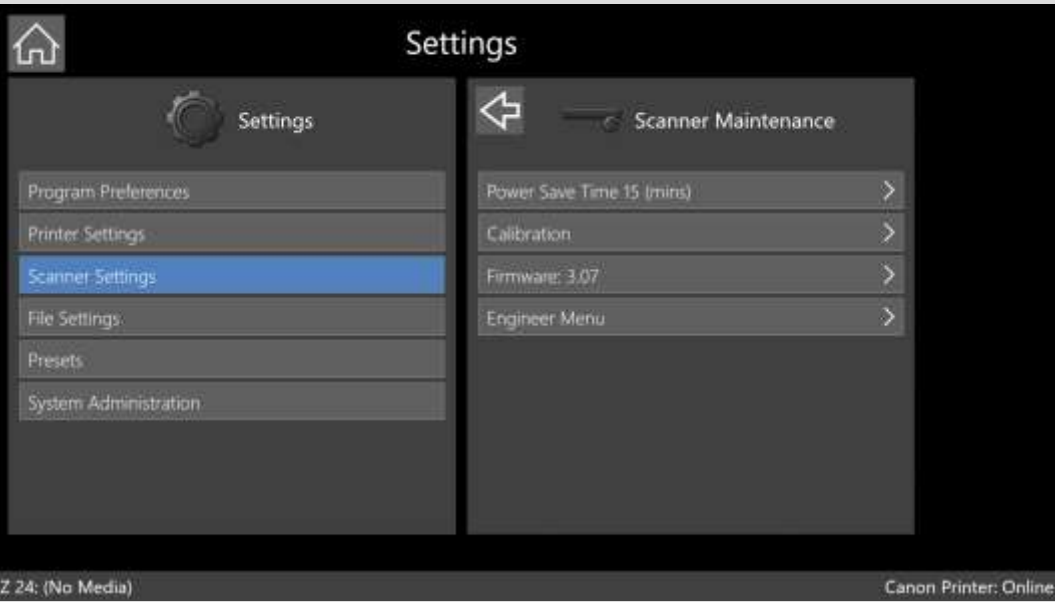 Settings
Settings
Program Preferences
Printer Settings
Scanner Settings
File Settings
Presets
System Administration
Scanner Maintenance
Power Save Time 15 (mins)
Calibration
Firmware: 3.07
Engineer Menu
Z 24: (No Media)
Canon Printer: Online